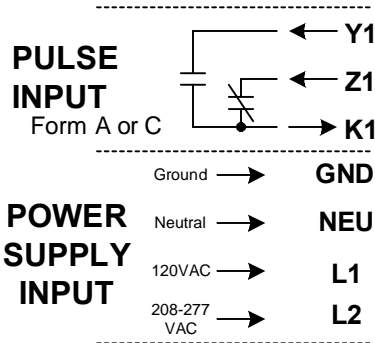 PULSE
INPUT
Form A or C
Y1
Z1
K1
POWER
SUPPLY
INPUT
Ground
GND
Neutral
NEU
120VAC
L1
208-277
VAC
L2